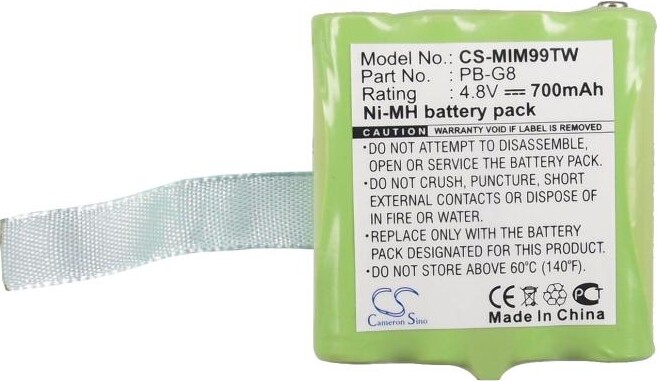 Model No.: CS-MIM99TW
Part No. : PB-G8
Rating : 4.8V 700mAh
Ni-MH battery pack
CAUTION WARRANTY VOID IF LABEL IS REMOVED
•DO NOT ATTEMPT TO DISASSEMBLE,
OPEN OR SERVICE THE BATTERY PACK.
•DO NOT CRUSH, PUNCTURE, SHORT
EXTERNAL CONTACTS OR DISPOSE OF
IN FIRE OR WATER.
•REPLACE ONLY WITH THE BATTERY
PACK DESIGNATED FOR THIS PRODUCT.
•DO NOT STORE ABOVE 60°C (140°F).
CS CE
Cameron Sino
Made In China